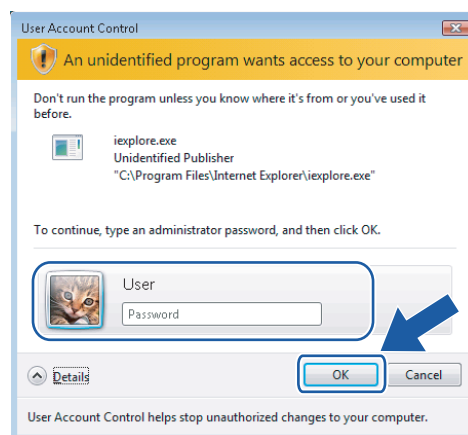 User Account Control
An unidentified program wants access to your computer
Don't run the program unless you know where it's from or you've used it
before.
iexplore.exe
Unidentified Publisher
"C:\Program Files\Internet Explorer\iexplore.exe"
To continue, type an administrator password, and then click OK.
User
Password
Details
OK
Cancel
User Account Control helps stop unauthorized changes to your computer.